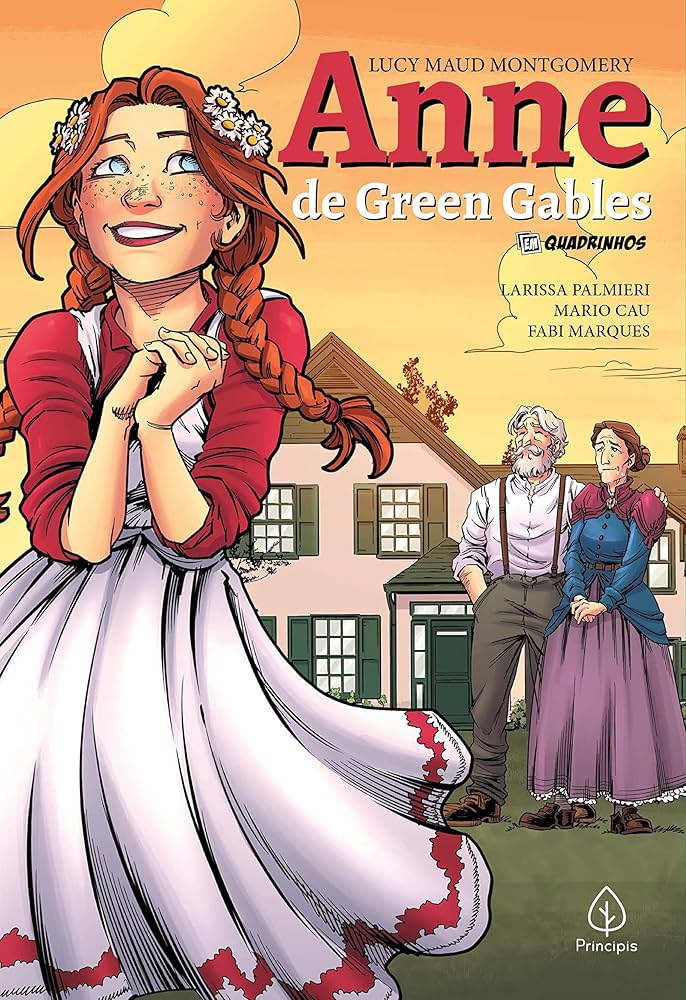 LUCY MAUD MONTGOMERY
Anne
de Green Gables
EM QUADRINHOS
LARISSA PALMIERI
MARIO CAU
FABI MARQUES
Principis